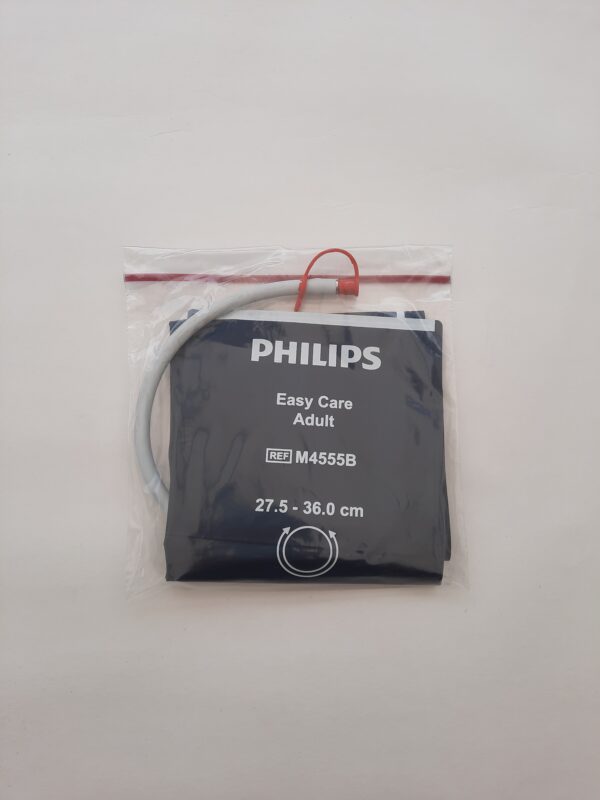 PHILIPS
Easy Care
Adult
REF M4555B
27.5 - 36.0 cm